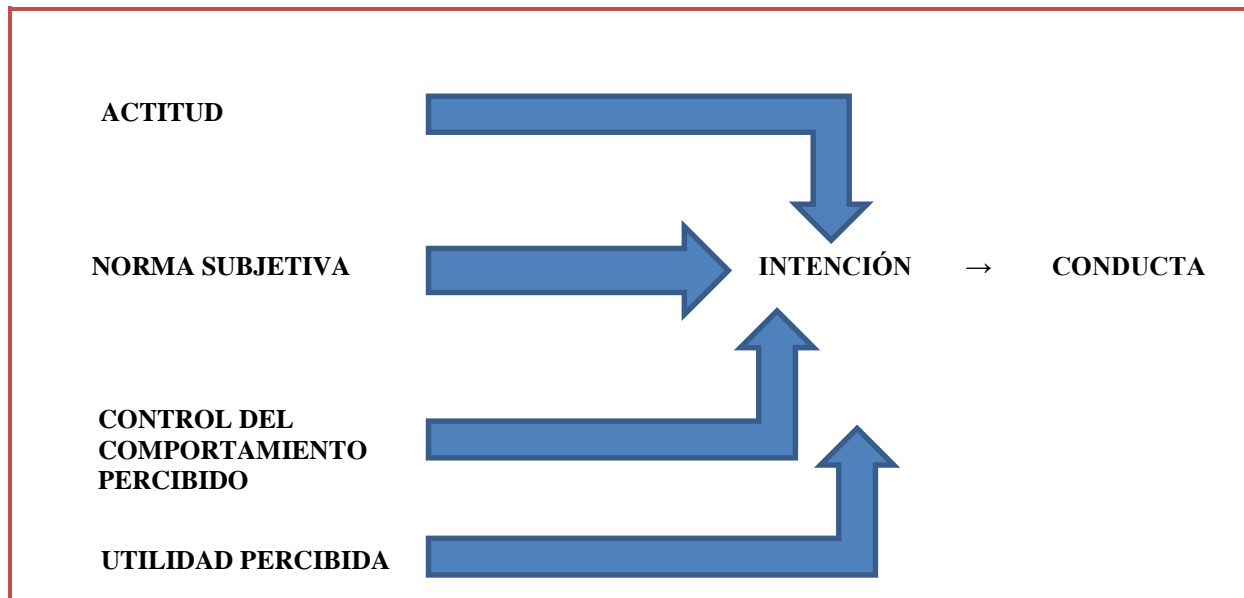 ACTITUD
NORMA SUBJETIVA
INTENCIÓN → CONDUCTA
CONTROL DEL
COMPORTAMIENTO
PERCIBIDO
UTILIDAD PERCIBIDA